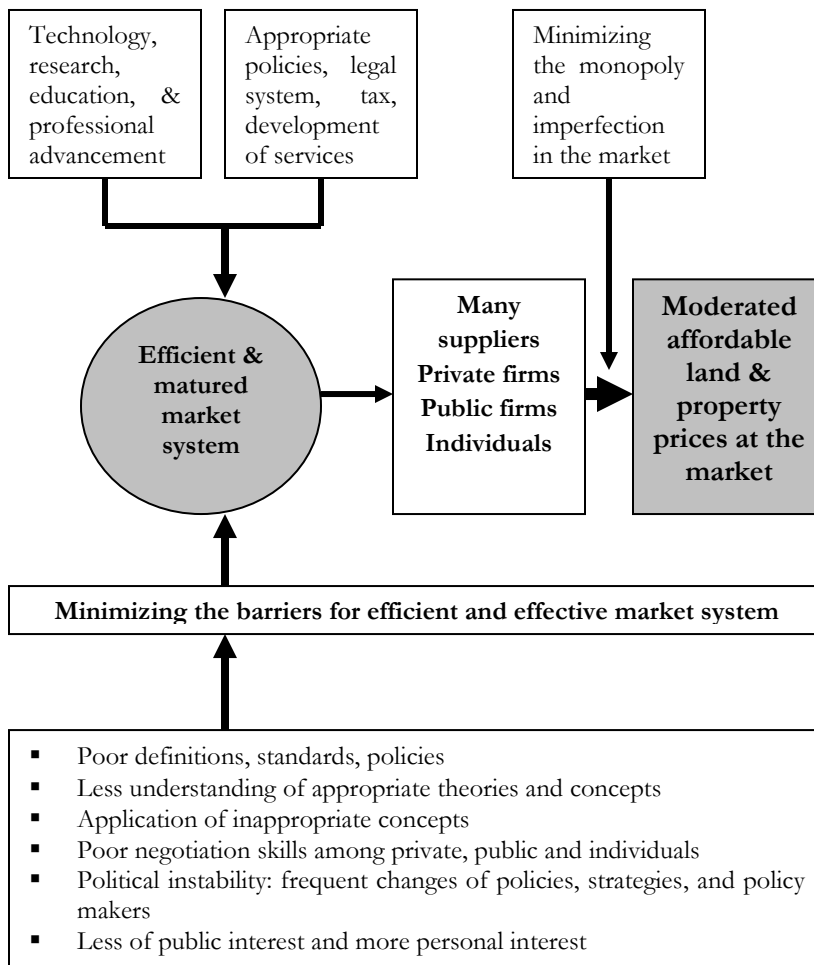 Technology,
research,
education, &
professional
advancement
Appropriate
policies, legal
system, tax,
development
of services
Minimizing
the monopoly
and
imperfection
in the market
Efficient &
matured
market
system
Many
suppliers
Private firms
Public firms
Individuals
Moderated
affordable
land &
property
prices at the
market
Minimizing the barriers for efficient and effective market system
▪ Poor definitions, standards, policies
▪ Less understanding of appropriate theories and concepts
▪ Application of inappropriate concepts
▪ Poor negotiation skills among private, public and individuals
▪ Political instability: frequent changes of policies, strategies, and policy
makers
▪ Less of public interest and more personal interest